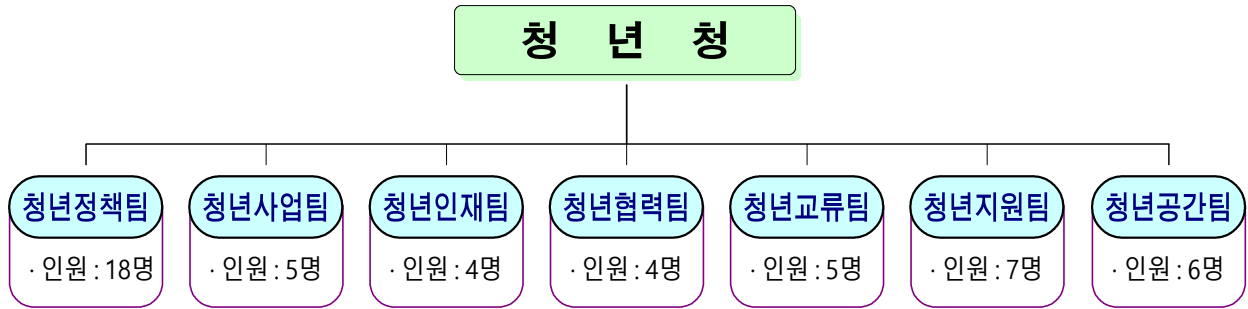 청 년 청
청년정책팀 청년사업팀 청년인재팀 청년협력팀 청년교류팀 청년지원팀 청년공간팀
· 인원 : 18명 · 인원 : 5명 · 인원 : 4명 · 인원 : 4명 · 인원 : 5명 · 인원 : 7명 · 인원 : 6명